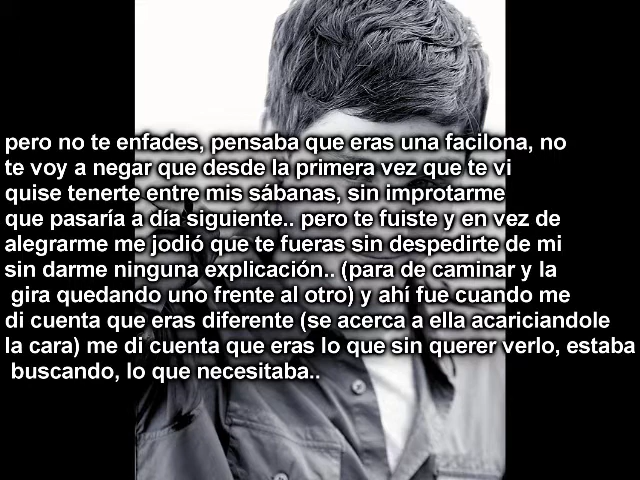 pero no te enfades, pensaba que eras una facilona, no
te voy a negar que desde la primera vez que te vi
quise tenerte entre mis sábanas, sin improtarme
que pasaría a día siguiente.. pero te fuiste y en vez de
alegrarme me jodió que te fueras sin despedirte de mi
sin darme ninguna explicación.. (para de caminar y la
gira quedando uno frente al otro) y ahí fue cuando me
di cuenta que eras diferente (se acerca a ella acariciandole
la cara) me di cuenta que eras lo que sin querer verlo, estaba
buscando, lo que necesitaba..